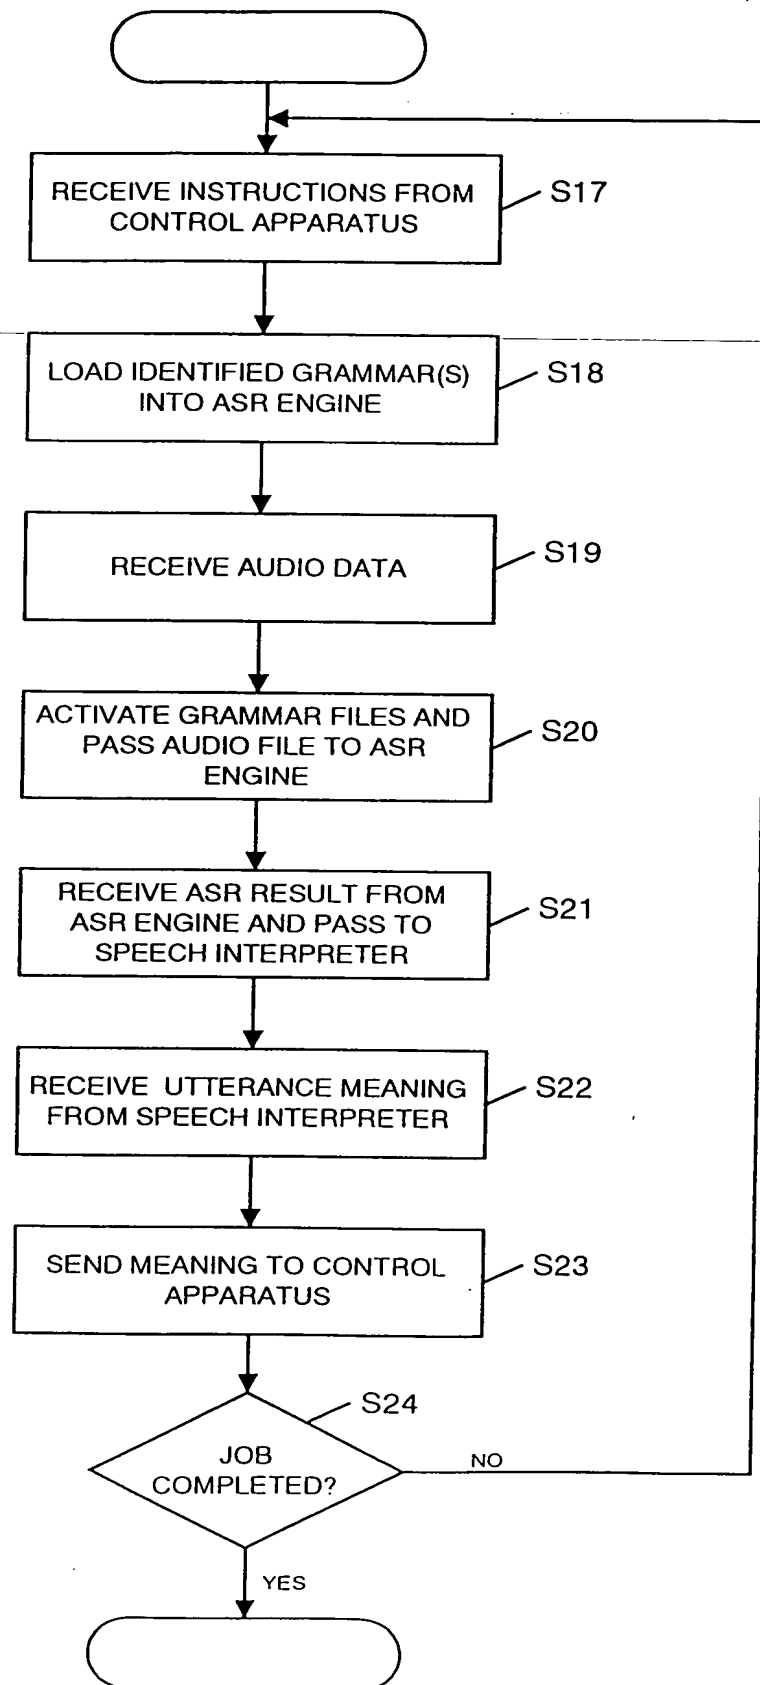 RECEIVE INSTRUCTIONS FROM
CONTROL APPARATUS
S17
LOAD IDENTIFIED GRAMMAR(S)
INTO ASR ENGINE
S18
RECEIVE AUDIO DATA
S19
ACTIVATE GRAMMAR FILES AND
PASS AUDIO FILE TO ASR
ENGINE
S20
RECEIVE ASR RESULT FROM
ASR ENGINE AND PASS TO
SPEECH INTERPRETER
S21
RECEIVE UTTERANCE MEANING
FROM SPEECH INTERPRETER
S22
SEND MEANING TO CONTROL
APPARATUS
S23
S24
JOB
COMPLETED?
NO
YES